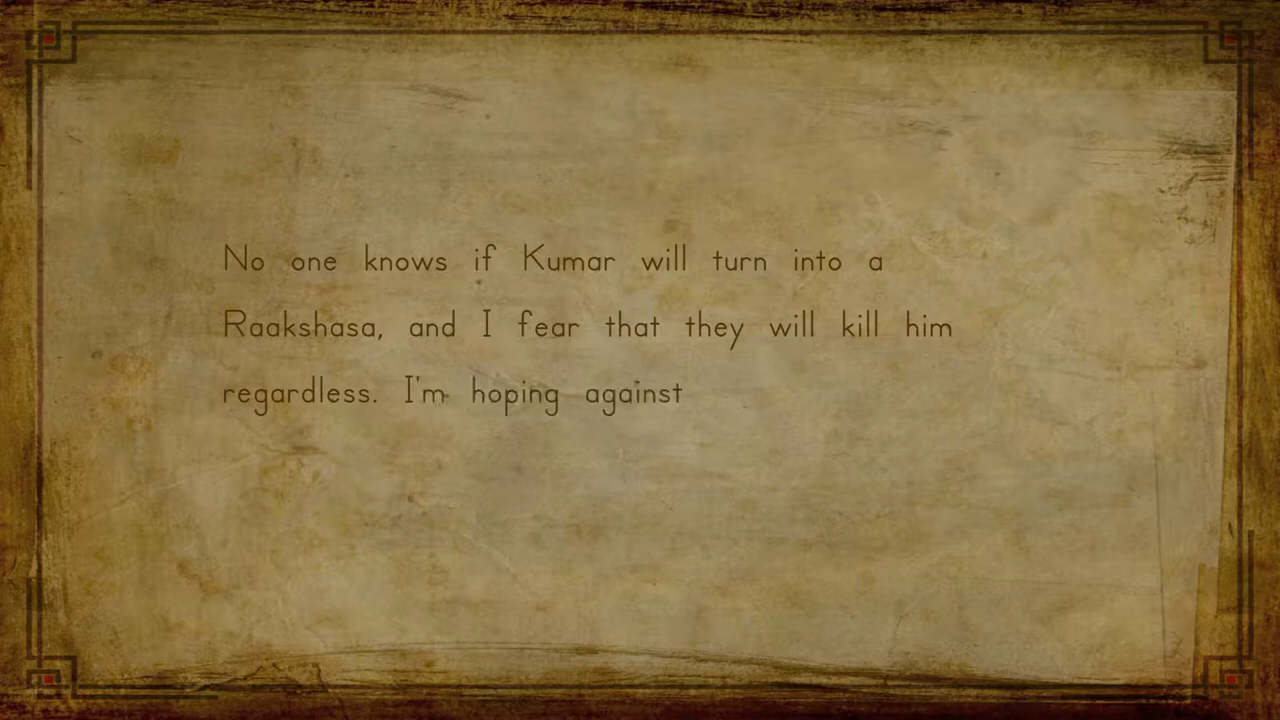 No one knows if Kumar will turn into a
Raakshasa, and I fear that they will kill him
regardless. I'm hoping against